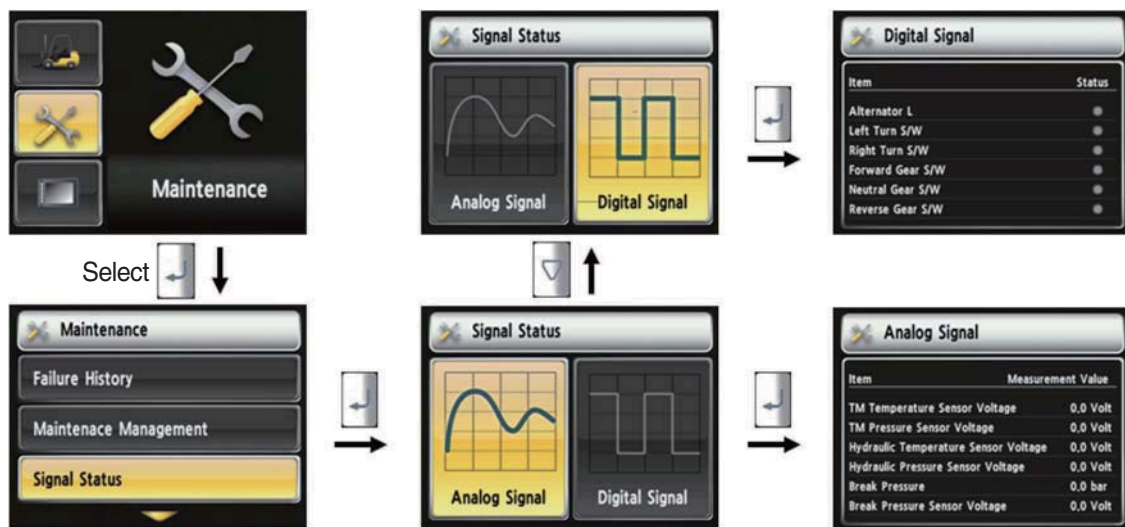 Maintenance
Select
Maintenance
Failure History
Maintenace Management
Signal Status
Signal Status
Analog Signal
Digital Signal
Signal Status
Analog Signal
Digital Signal
Digital Signal
Item Status
Alternator L
Left Turn S/W
Right Turn S/W
Forward Gear S/W
Neutral Gear S/W
Reverse Gear S/W
Analog Signal
Item Measurement Value
TM Temperature Sensor Voltage 0,0 Volt
TM Pressure Sensor Voltage 0,0 Volt
Hydraulic Temperature Sensor Voltage 0,0 Volt
Hydraulic Pressure Sensor Voltage 0,0 Volt
Break Pressure 0,0 bar
Break Pressure Sensor Voltage 0,0 Volt